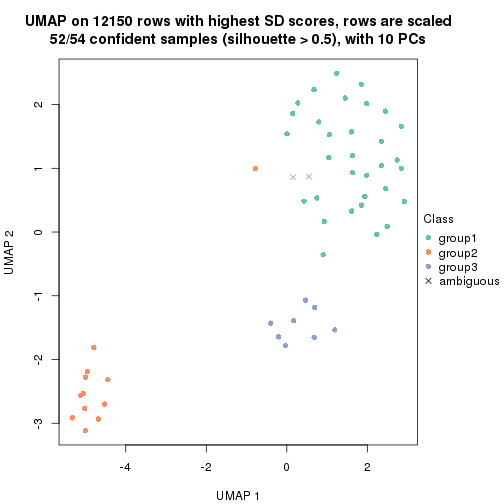 UMAP on 12150 rows with highest SD scores, rows are scaled
52/54 confident samples (silhouette > 0.5), with 10 PCs
UMAP 2
2
1
0
-1
-2
-3
-4
-2
0
2
UMAP 1
Class
group1
group2
group3
ambiguous